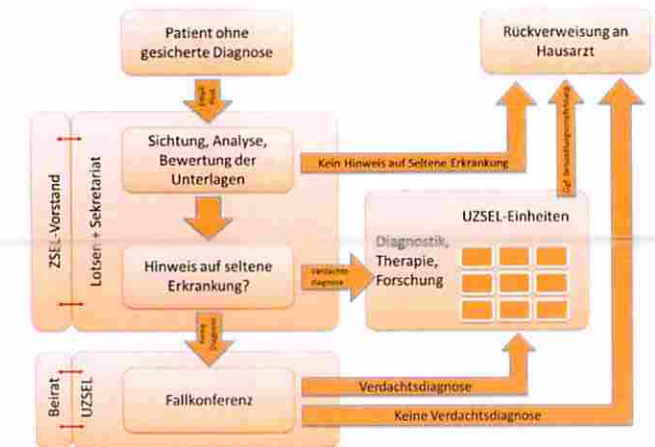 Patient ohne
gesicherte Diagnose
Rückverweisung an
Hausarzt
Sichtung, Analyse,
Bewertung der
Unterlagen
Kein Hinweis auf Seltene Erkrankung
ZSEL-Vorstand
Lotsen + Sekretariat
Hinweis auf seltene
Erkrankung?
Verdachts-
diagnose
UZSEL-Einheiten
Diagnostik,
Therapie,
Forschung
Keine
Diagnose
Beirat
UZSEL
Fallkonferenz
Verdachtsdiagnose
Keine Verdachtsdiagnose